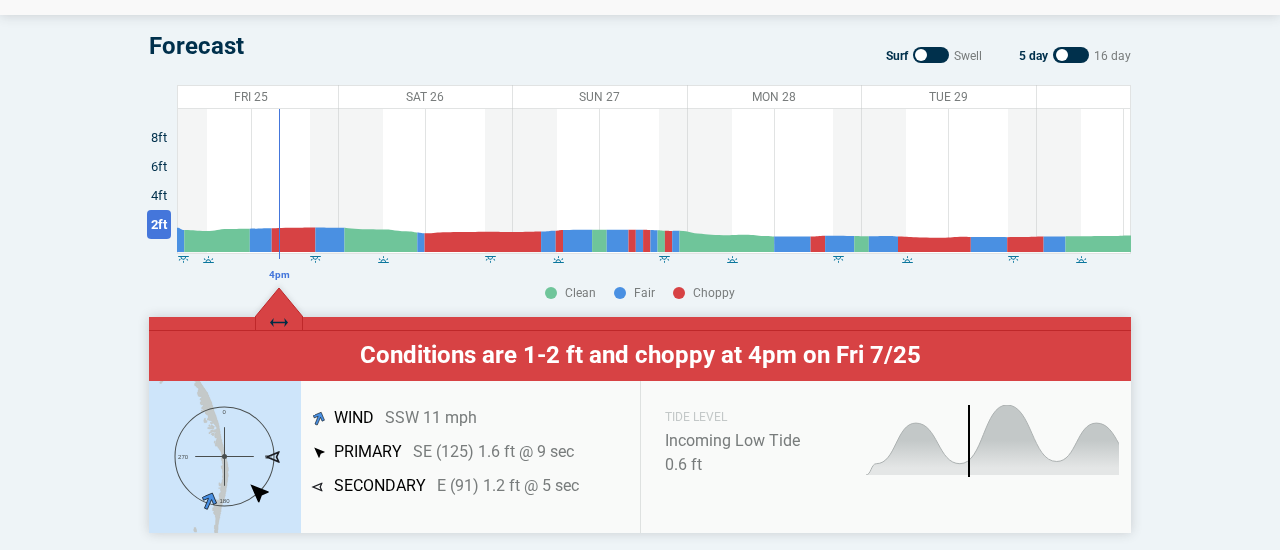 Forecast
Surf Swell 5 day 16 day
FRI 25 SAT 26 SUN 27 MON 28 TUE 29
8ft
6ft
4ft
2ft
4pm
Clean Fair Choppy
Conditions are 1-2 ft and choppy at 4pm on Fri 7/25
0
270
180
WIND SSW 11 mph
PRIMARY SE (125) 1.6 ft @ 9 sec
SECONDARY E (91) 1.2 ft @ 5 sec
TIDE LEVEL
Incoming Low Tide
0.6 ft